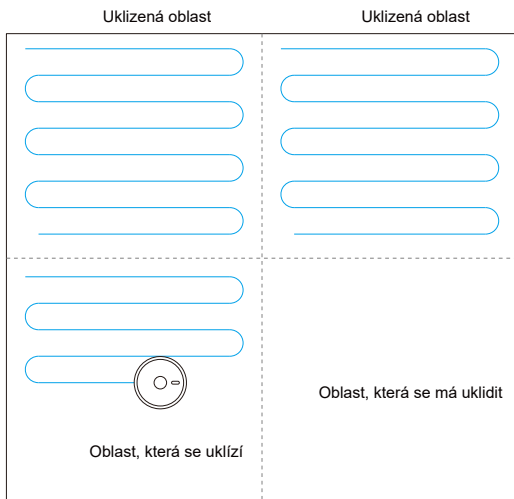 Uklizená oblast
Uklizená oblast
Oblast, která se má uklidit
Oblast, která se uklízí